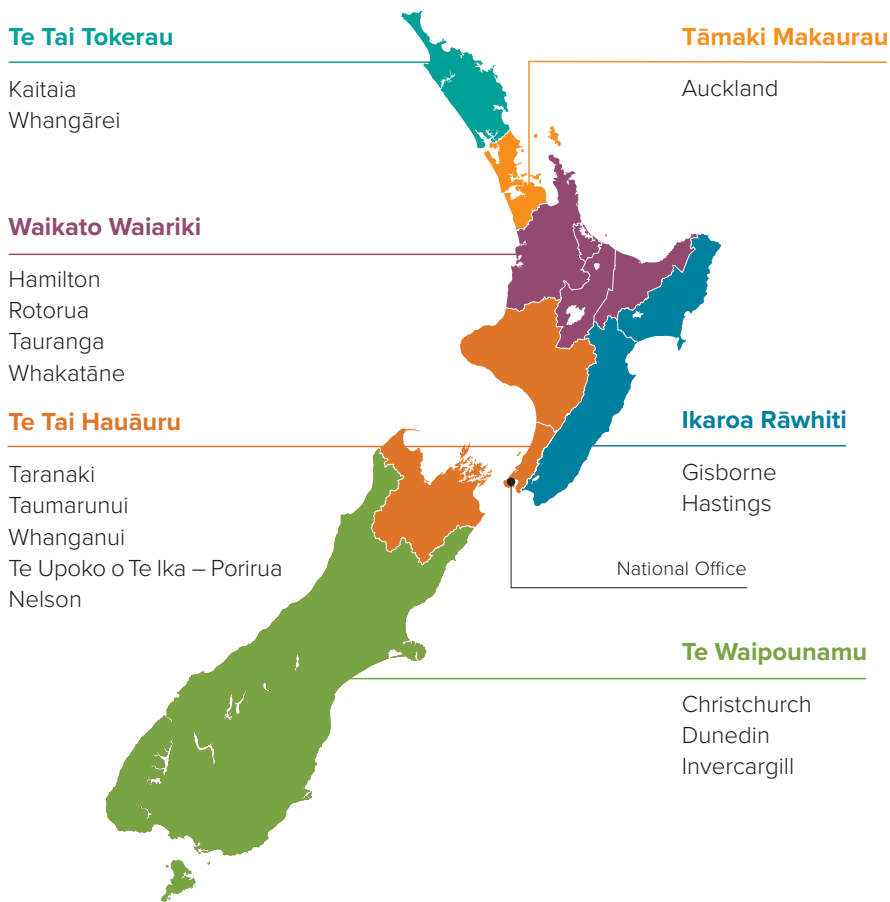 Te Tai Tokerau
Kaitaia
Whangārei
Tāmaki Makaurau
Auckland
Waikato Waiariki
Hamilton
Rotorua
Tauranga
Whakatāne
Te Tai Hauāuru
Taranaki
Taumarunui
Whanganui
Te Upoko o Te Ika – Porirua
Nelson
Ikaroa Rāwhiti
Gisborne
Hastings
National Office
Te Waipounamu
Christchurch
Dunedin
Invercargill